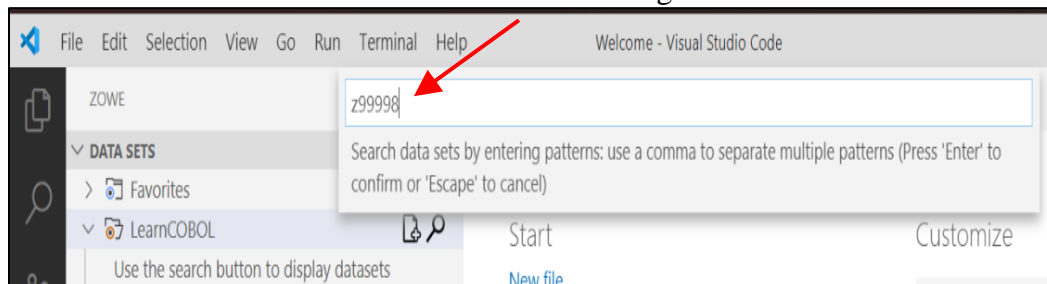 File Edit Selection View Go Run Terminal Help Welcome - Visual Studio Code
ZOWE
z99998
DATA SETS
Search data sets by entering patterns: use a comma to separate multiple patterns (Press 'Enter' to
confirm or 'Escape' to cancel)
Favorites
LearnCOBOL
Start
Customize
Use the search button to display datasets
New file